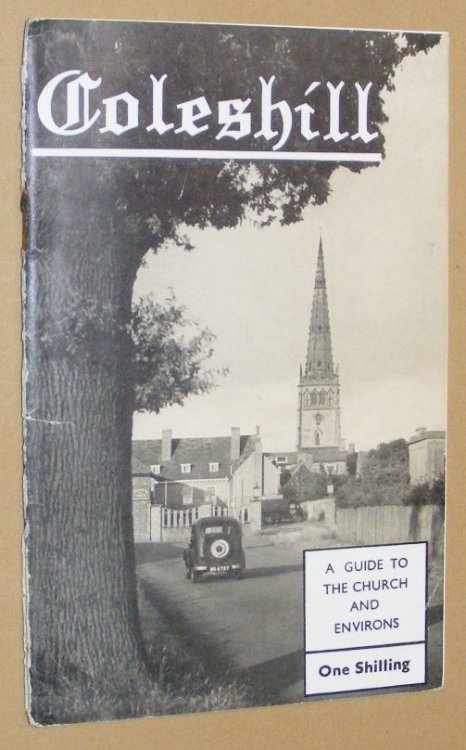 Coleshill
A GUIDE TO
THE CHURCH
AND
ENVIRONS
One Shilling